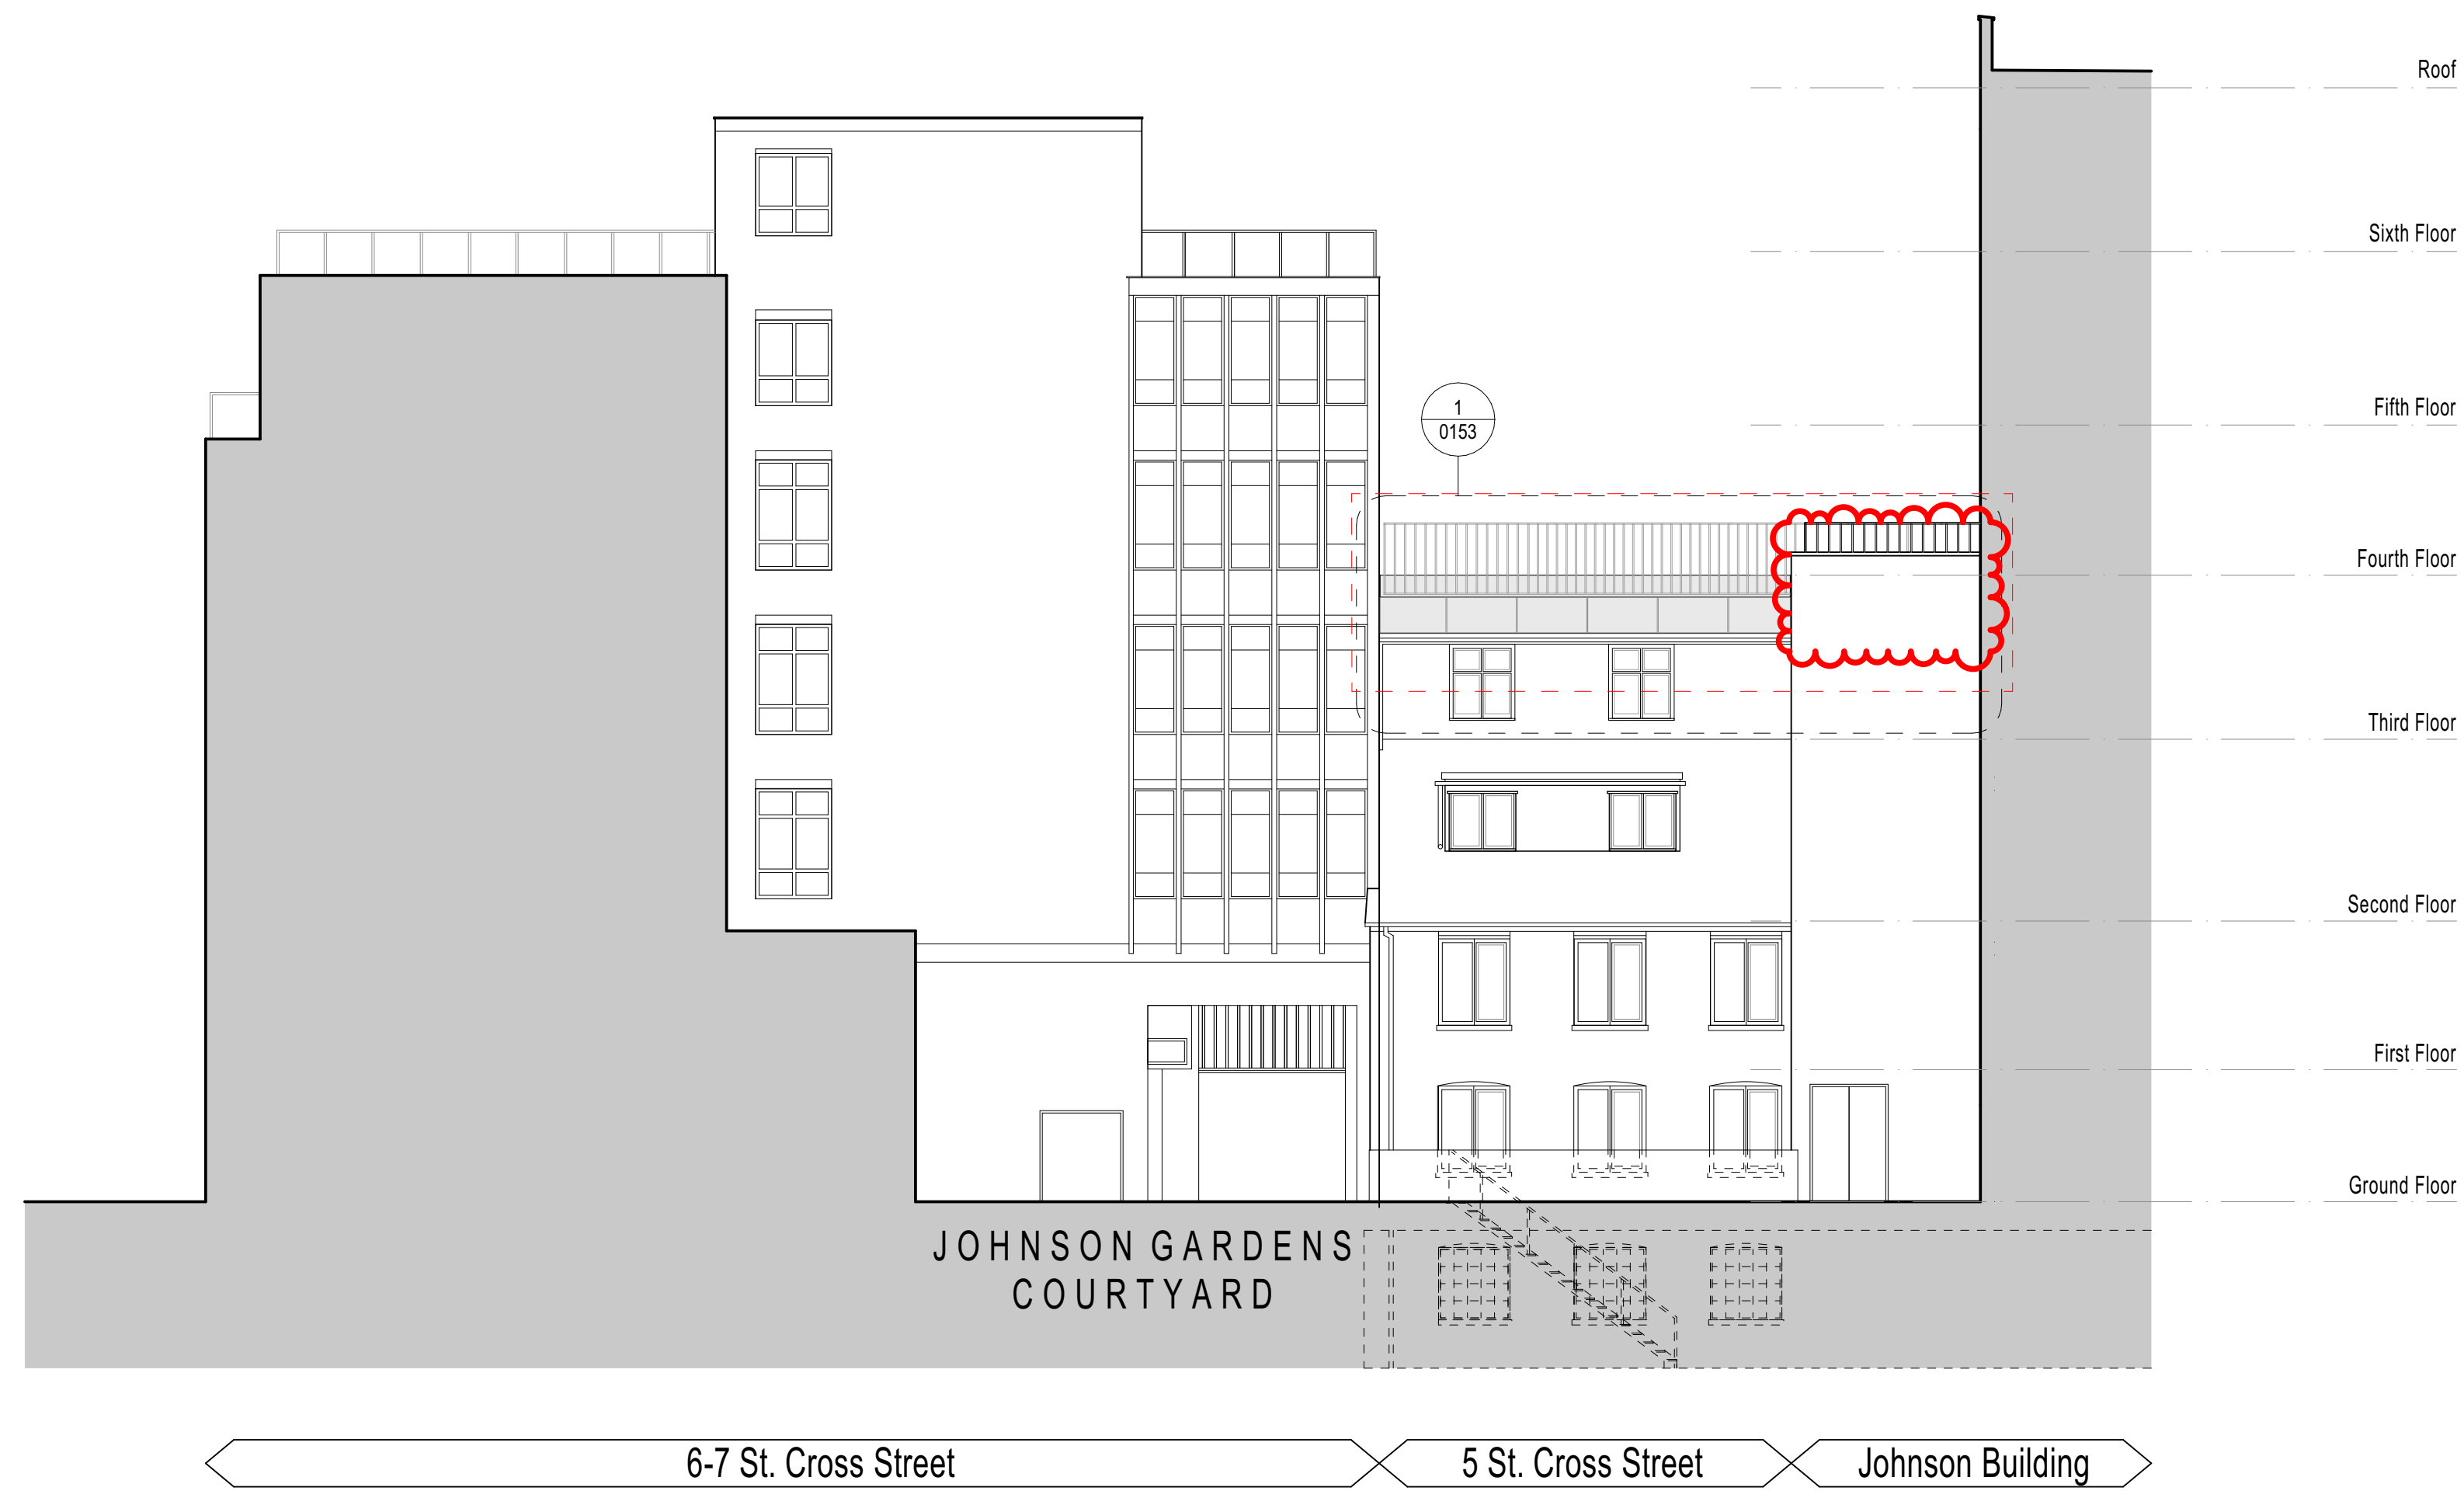 Roof
Sixth Floor
Fifth Floor
1
0153
Fourth Floor
Third Floor
Second Floor
First Floor
Ground Floor
JOHNSON GARDENS
COURTYARD
6-7 St. Cross Street
5 St. Cross Street
Johnson Building